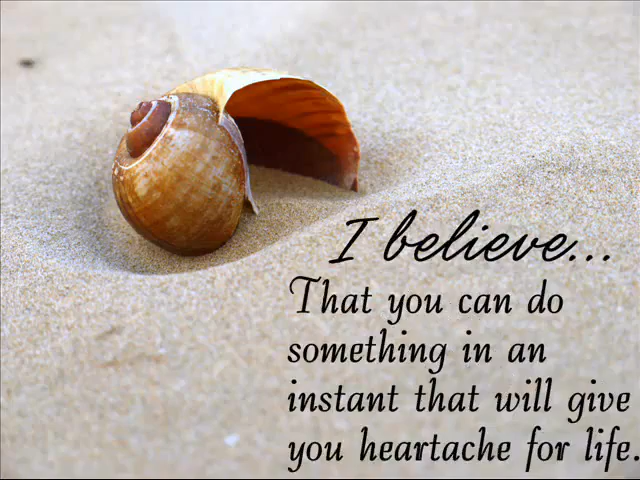 I believe...
That you can do
something in an
instant that will give
you heartache for life.